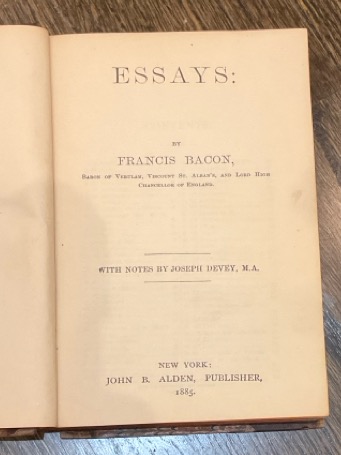 ESSAYS:
BY
FRANCIS BACON,
BARON OF VERULAM, VISCOUNT ST. ALBAN'S, AND LORD HIGH
CHANCELLOR OF ENGLAND.
WITH NOTES BY JOSEPH DEVEY, M.A.
NEW YORK:
JOHN B. ALDEN, PUBLISHER,
1885.